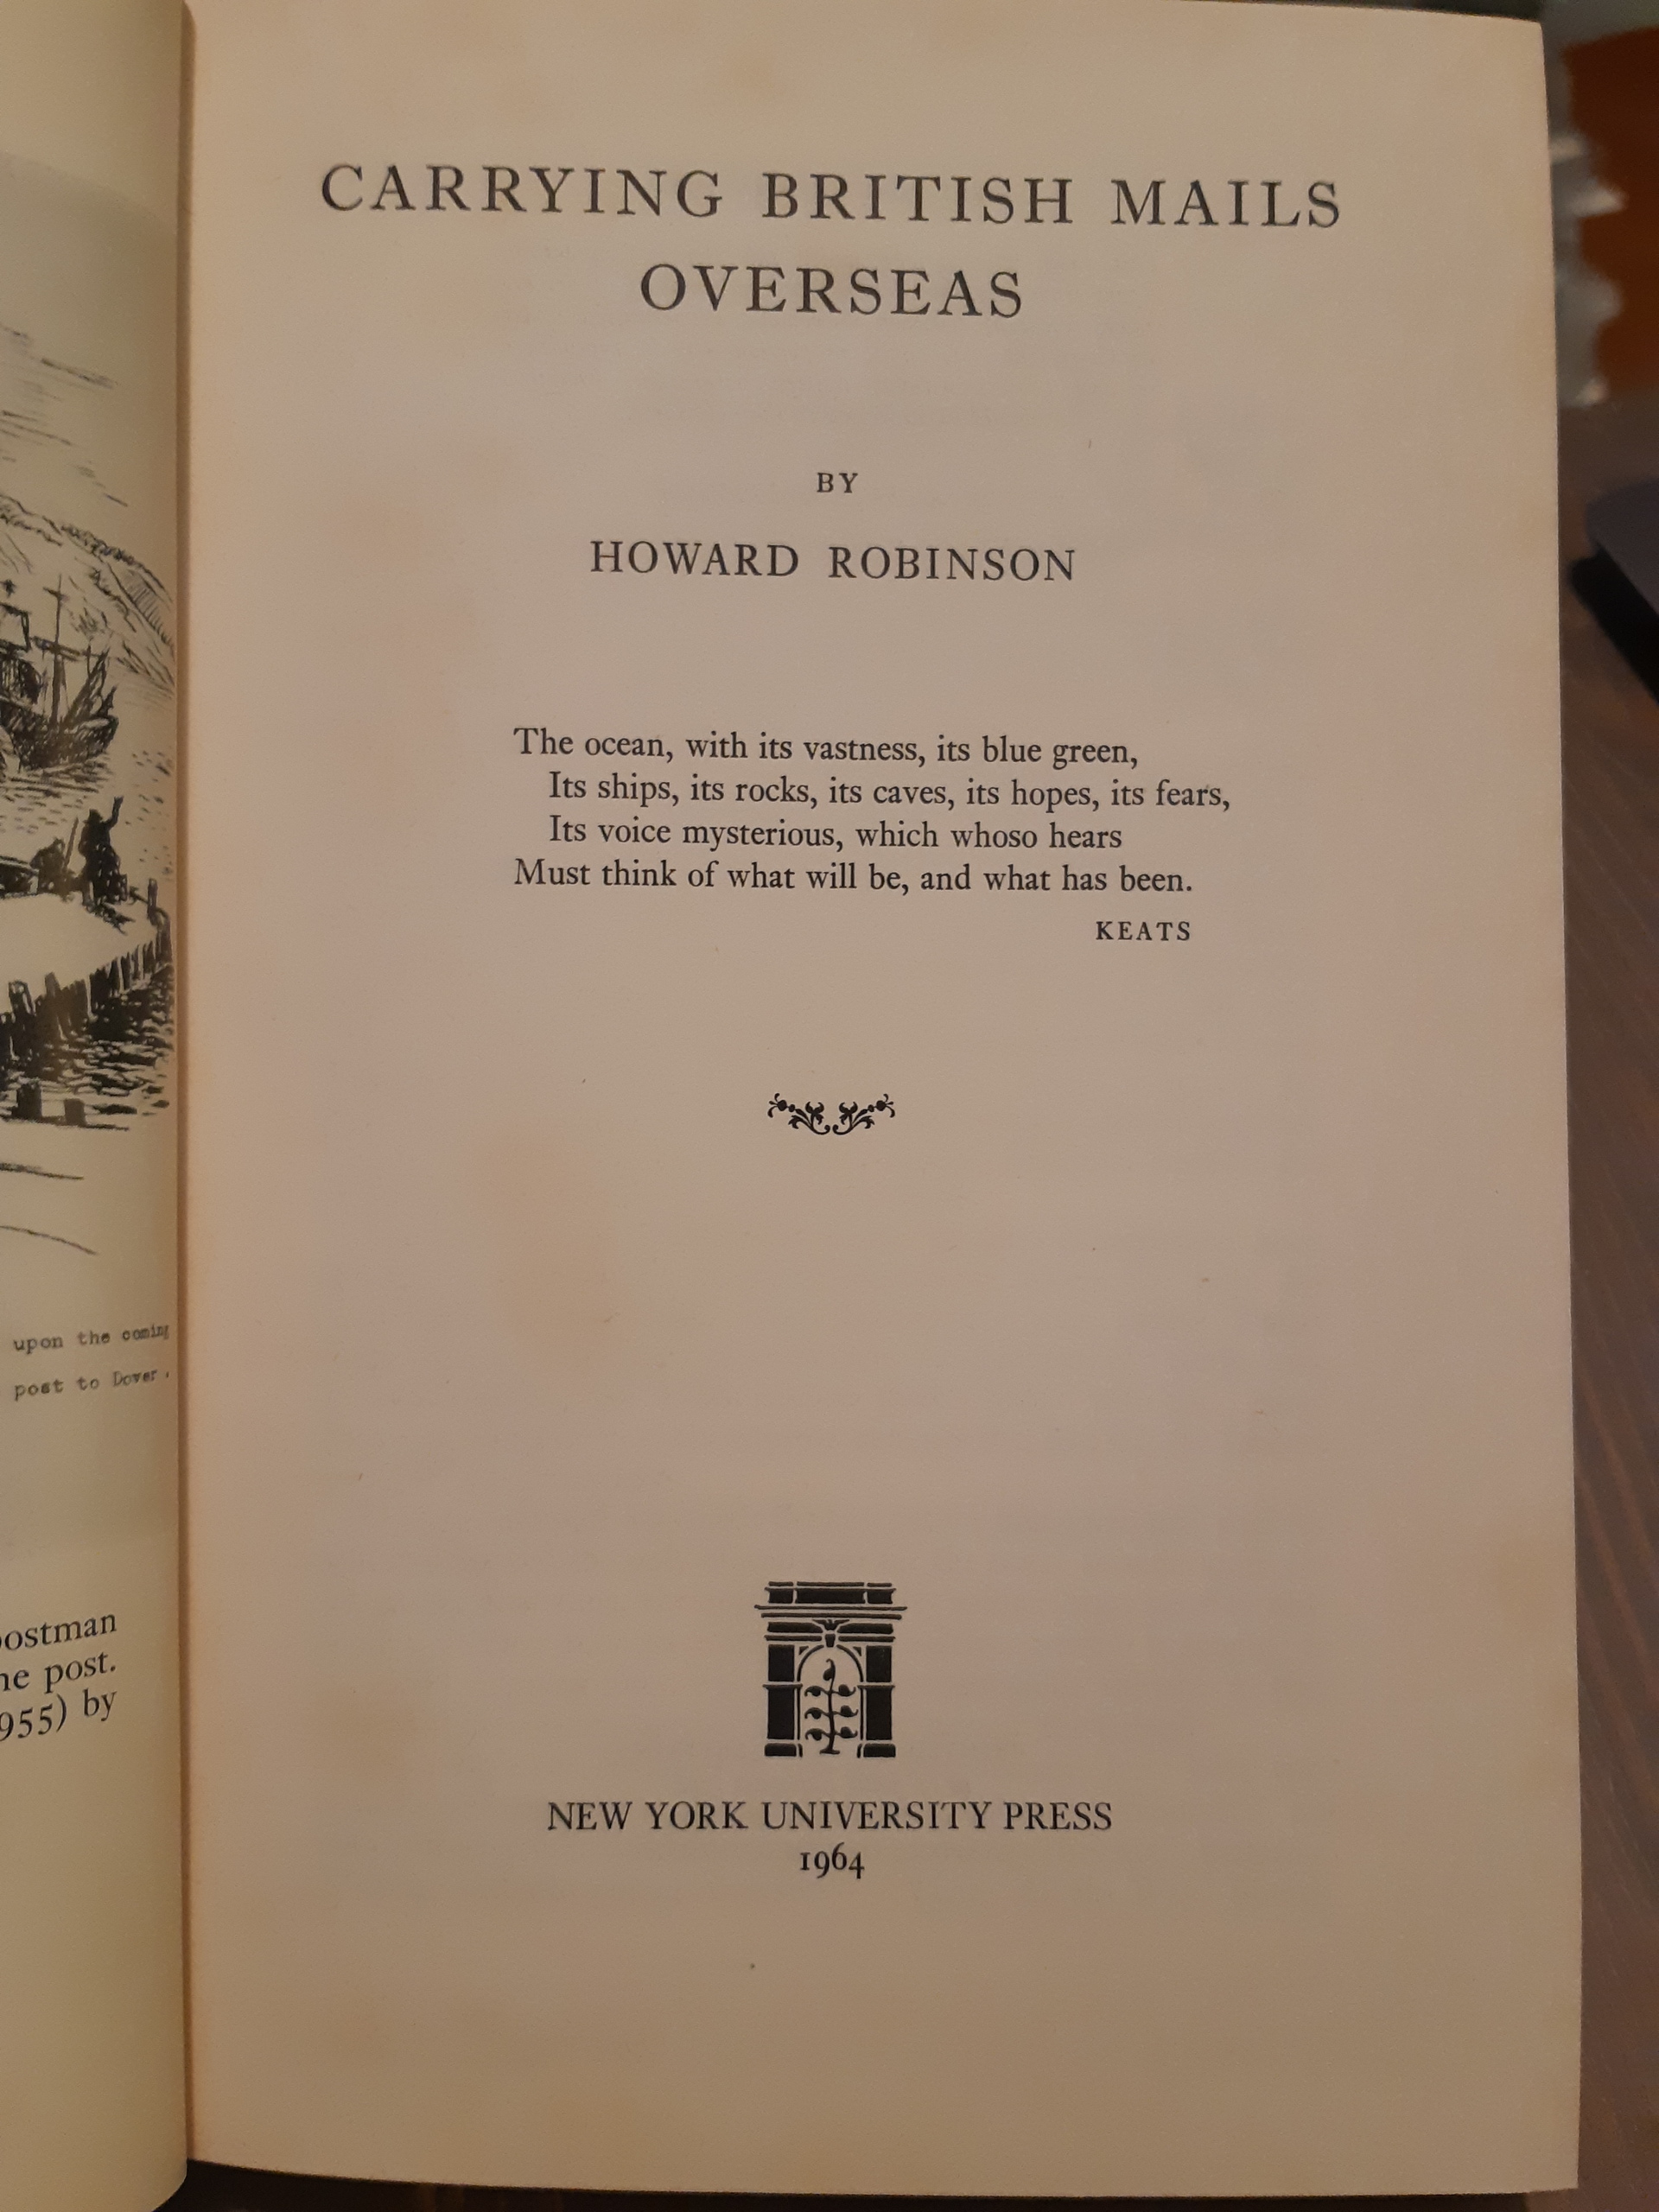 upon the coming
post to Dover.
postman
he post.
955) by
CARRYING BRITISH MAILS
OVERSEAS
BY
HOWARD ROBINSON
The ocean, with its vastness, its blue green,
Its ships, its rocks, its caves, its hopes, its fears,
Its voice mysterious, which whoso hears
Must think of what will be, and what has been.
KEATS
NEW YORK UNIVERSITY PRESS
1964